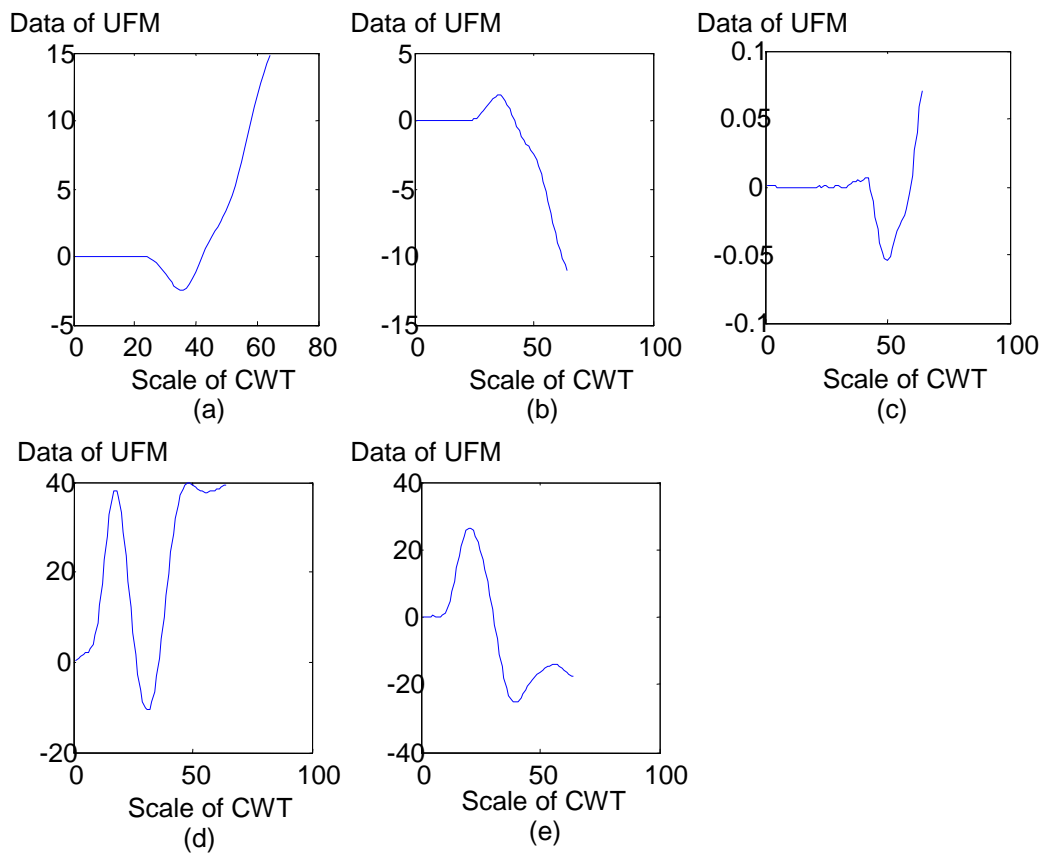 Data of UFM
15
10
5
0
-5
0 20 40 60 80
Scale of CWT
(a)
Data of UFM
5
0
-5
-10
-15
0 50 100
Scale of CWT
(b)
Data of UFM
0.1
0.05
0
-0.05
-0.1
0 50 100
Scale of CWT
(c)
Data of UFM
40
20
0
-20
0 50 100
Scale of CWT
(d)
Data of UFM
40
20
0
-20
-40
0 50 100
Scale of CWT
(e)